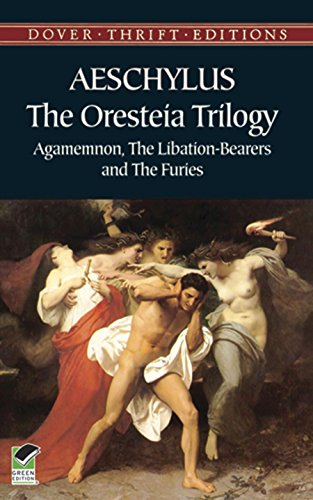 DOVER · THRIFT · EDITIONS
AESCHYLUS
The Oresteia Trilogy
Agamemnon, The Libation-Bearers
and The Furies
GREEN
EDITION